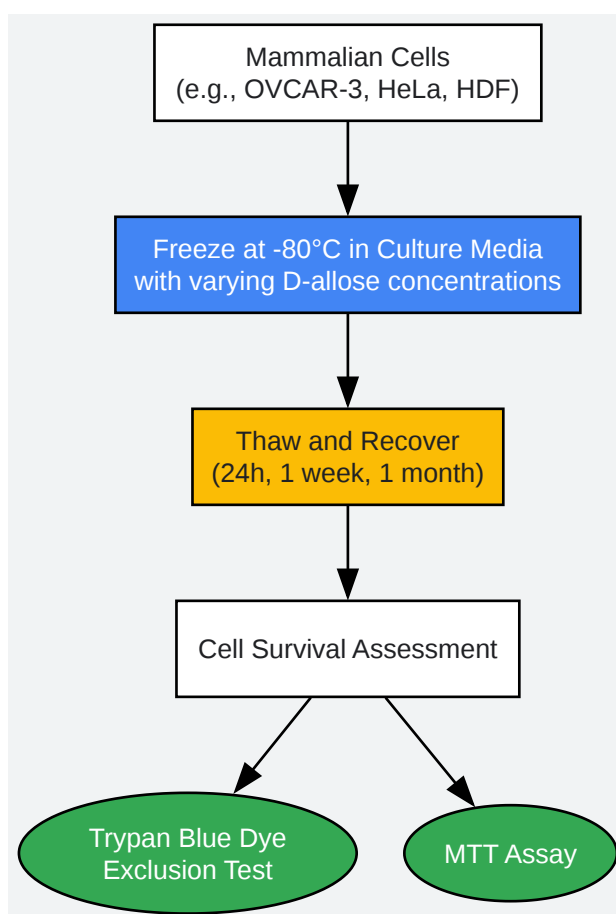 Mammalian Cells
(e.g., OVCAR-3, HeLa, HDF)
Freeze at -80°C in Culture Media
with varying D-allose concentrations
Thaw and Recover
(24h, 1 week, 1 month)
Cell Survival Assessment
Trypan Blue Dye
Exclusion Test
MTT Assay